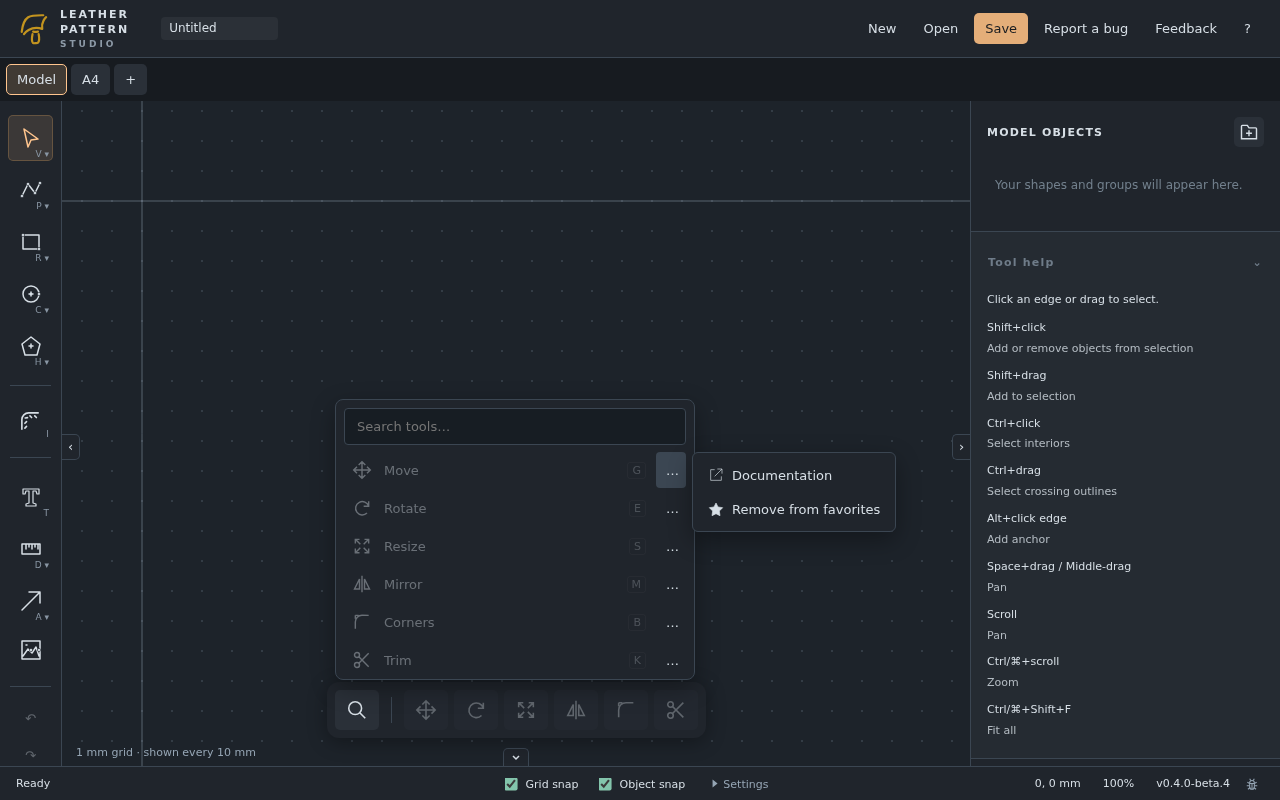 LEATHER
PATTERN
STUDIO
Untitled
New
Open
Save
Report a bug
Feedback
?
Model
A4
+
V ▾
P ▾
R ▾
C ▾
H ▾
I
T
D ▾
A ▾
Search tools...
Move G ...
Rotate E ...
Resize S ...
Mirror M ...
Corners B ...
Trim K ...
Documentation
Remove from favorites
1 mm grid · shown every 10 mm
MODEL OBJECTS
Your shapes and groups will appear here.
Tool help
Click an edge or drag to select.
Shift+click
Add or remove objects from selection
Shift+drag
Add to selection
Ctrl+click
Select interiors
Ctrl+drag
Select crossing outlines
Alt+click edge
Add anchor
Space+drag / Middle-drag
Pan
Scroll
Pan
Ctrl/⌘+scroll
Zoom
Ctrl/⌘+Shift+F
Fit all
Ready
Grid snap
Object snap
Settings
0, 0 mm
100%
v0.4.0-beta.4